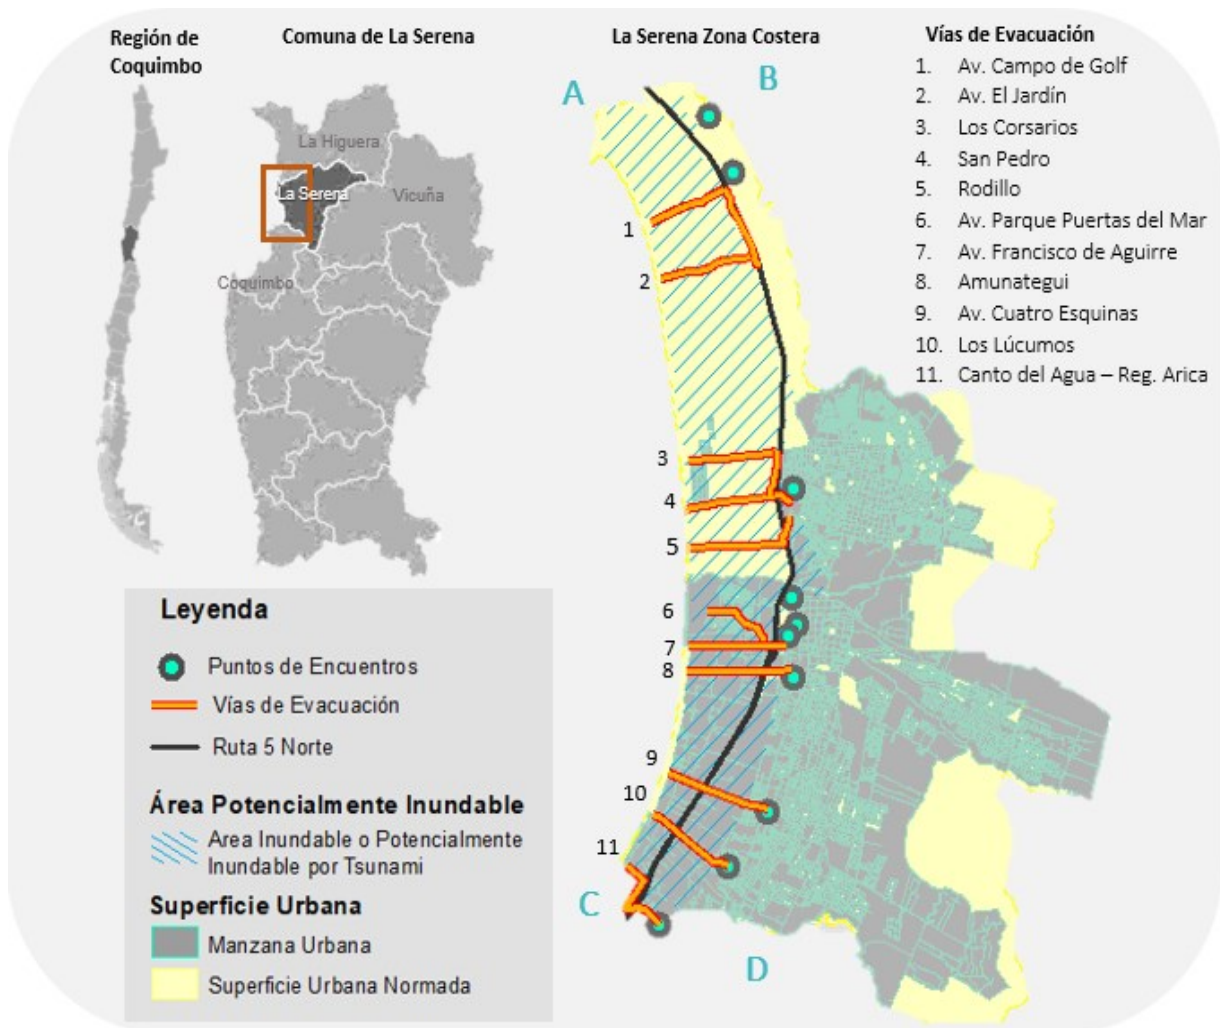 Región de
Coquimbo
Comuna de La Serena
La Higuera
La Serena
Vicuña
Coquimbo
La Serena Zona Costera
A
B
1
2
3
4
5
6
7
8
9
10
11
C
D
Vías de Evacuación
1. Av. Campo de Golf
2. Av. El Jardín
3. Los Corsarios
4. San Pedro
5. Rodillo
6. Av. Parque Puertas del Mar
7. Av. Francisco de Aguirre
8. Amunategui
9. Av. Cuatro Esquinas
10. Los Lúcumos
11. Canto del Agua – Reg. Arica
Leyenda
Puntos de Encuentros
Vías de Evacuación
Ruta 5 Norte
Área Potencialmente Inundable
Area Inundable o Potencialmente
Inundable por Tsunami
Superficie Urbana
Manzana Urbana
Superficie Urbana Normada